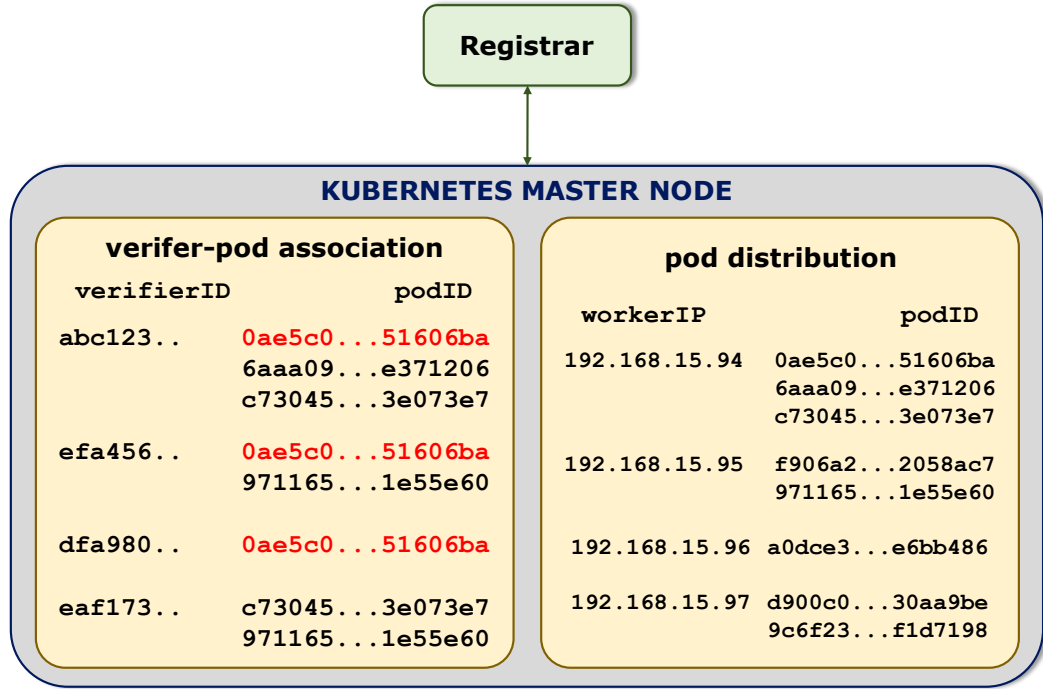 Registrar
KUBERNETES MASTER NODE
verifer-pod association
verifierID podID
abc123.. 0ae5c0...51606ba
6aaa09...e371206
c73045...3e073e7
efa456.. 0ae5c0...51606ba
971165...1e55e60
dfa980.. 0ae5c0...51606ba
eaf173.. c73045...3e073e7
971165...1e55e60
pod distribution
workerIP podID
192.168.15.94 0ae5c0...51606ba
6aaa09...e371206
c73045...3e073e7
192.168.15.95 f906a2...2058ac7
971165...1e55e60
192.168.15.96 a0dce3...e6bb486
192.168.15.97 d900c0...30aa9be
9c6f23...f1d7198